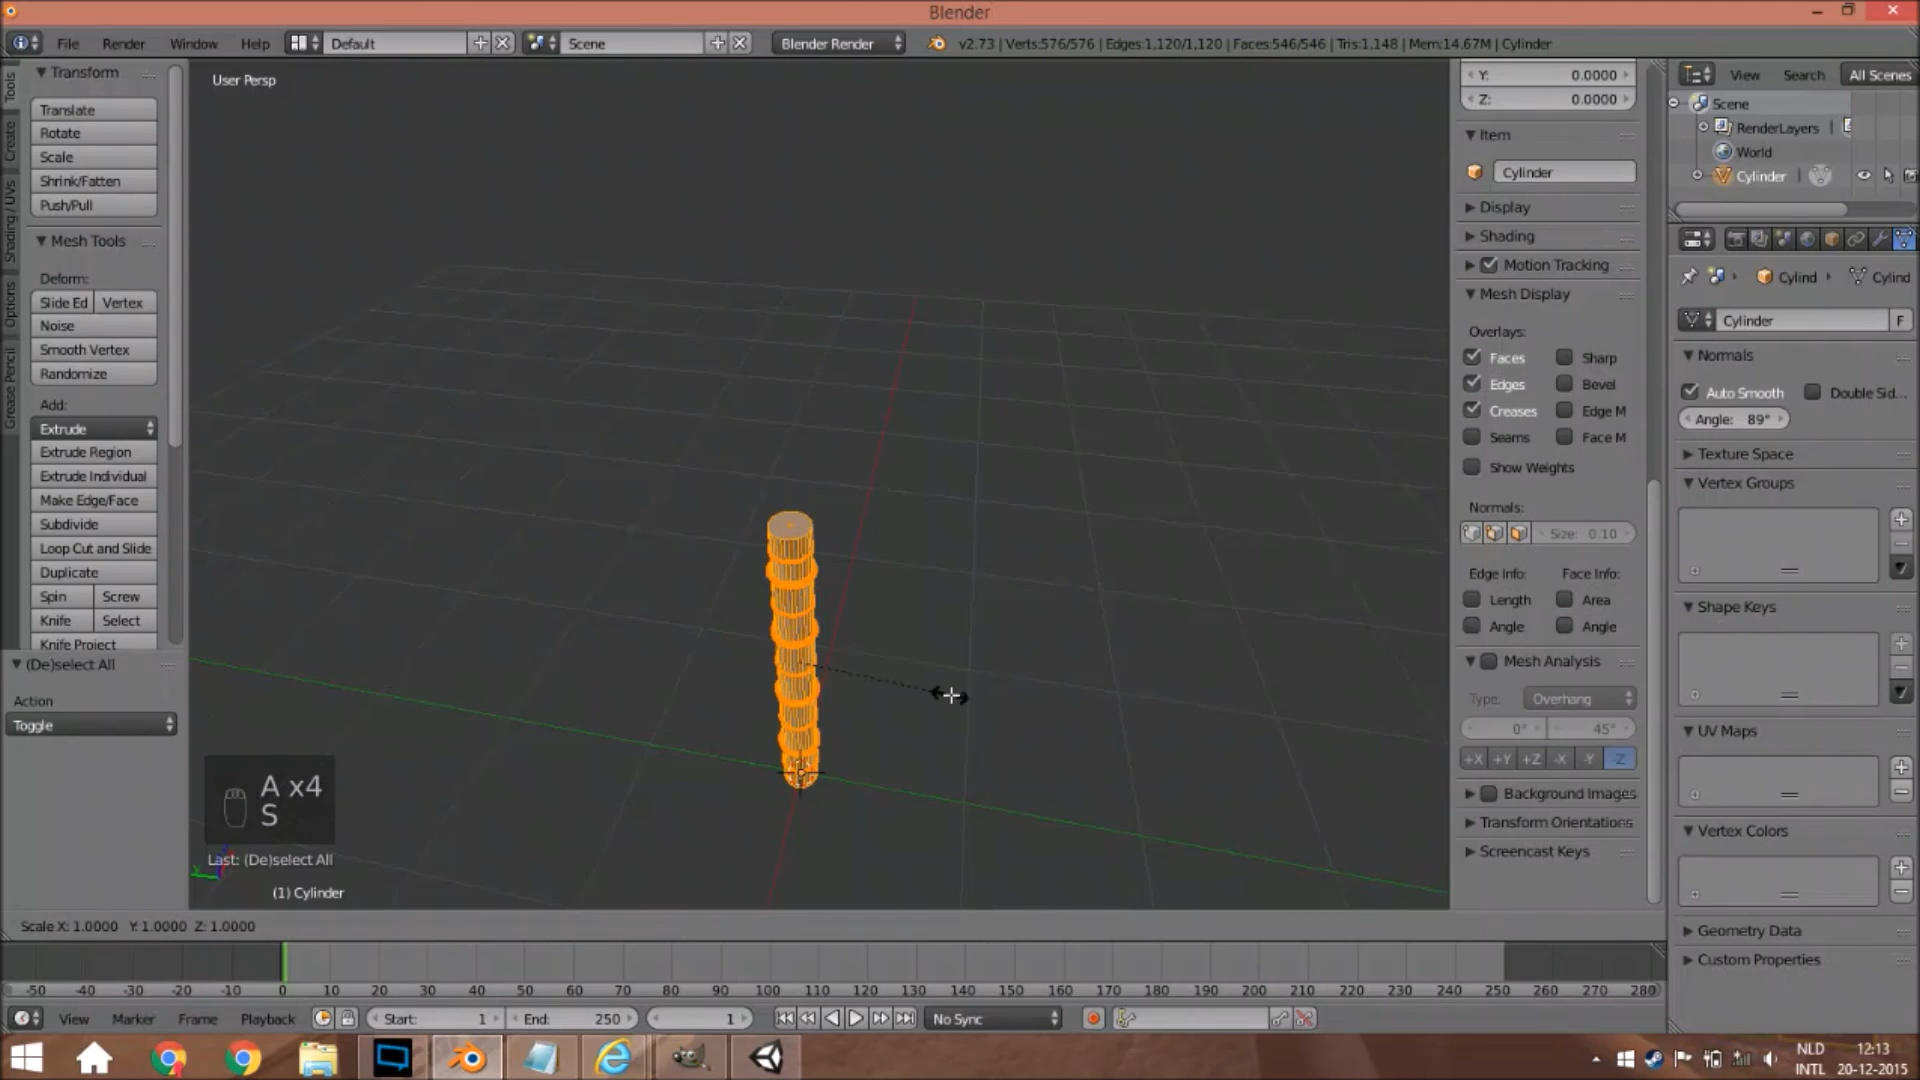 Blender
File Render Window Help Default Scene Blender Render v2.73 | Verts:576/576 | Edges:1,120/1,120 | Faces:546/546 | Tris:1,148 | Mem:14.67M | Cylinder
Tools
Create
Shading / UVs
Options
Grease Pencil
Transform
Translate
Rotate
Scale
Shrink/Fatten
Push/Pull
Mesh Tools
Deform:
Slide Ed Vertex
Noise
Smooth Vertex
Randomize
Add:
Extrude
Extrude Region
Extrude Individual
Make Edge/Face
Subdivide
Loop Cut and Slide
Duplicate
Spin Screw
Knife Select
Knife Project
(De)select All
Action
Toggle
User Persp
A x4
S
Last: (De)select All
(1) Cylinder
Y: 0.0000
Z: 0.0000
Item
Cylinder
Display
Shading
Motion Tracking
Mesh Display
Overlays:
Faces Sharp
Edges Bevel
Creases Edge M
Seams Face M
Show Weights
Normals:
Size: 0.10
Edge Info: Face Info:
Length Area
Angle Angle
Mesh Analysis
Type: Overhang
0° 45°
+X +Y +Z -X -Y -Z
Background Images
Transform Orientations
Screencast Keys
View Search All Scenes
Scene
RenderLayers
World
Cylinder
Cylind Cylind
Cylinder F
Normals
Auto Smooth Double Sid...
Angle: 89°
Texture Space
Vertex Groups
Shape Keys
UV Maps
Vertex Colors
Geometry Data
Custom Properties
Scale X: 1.0000 Y: 1.0000 Z: 1.0000
-50 -40 -30 -20 -10 0 10 20 30 40 50 60 70 80 90 100 110 120 130 140 150 160 170 180 190 200 210 220 230 240 250 260 270 280
View Marker Frame Playback Start: 1 End: 250 1 No Sync
NLD 12:13
INTL 20-12-2015